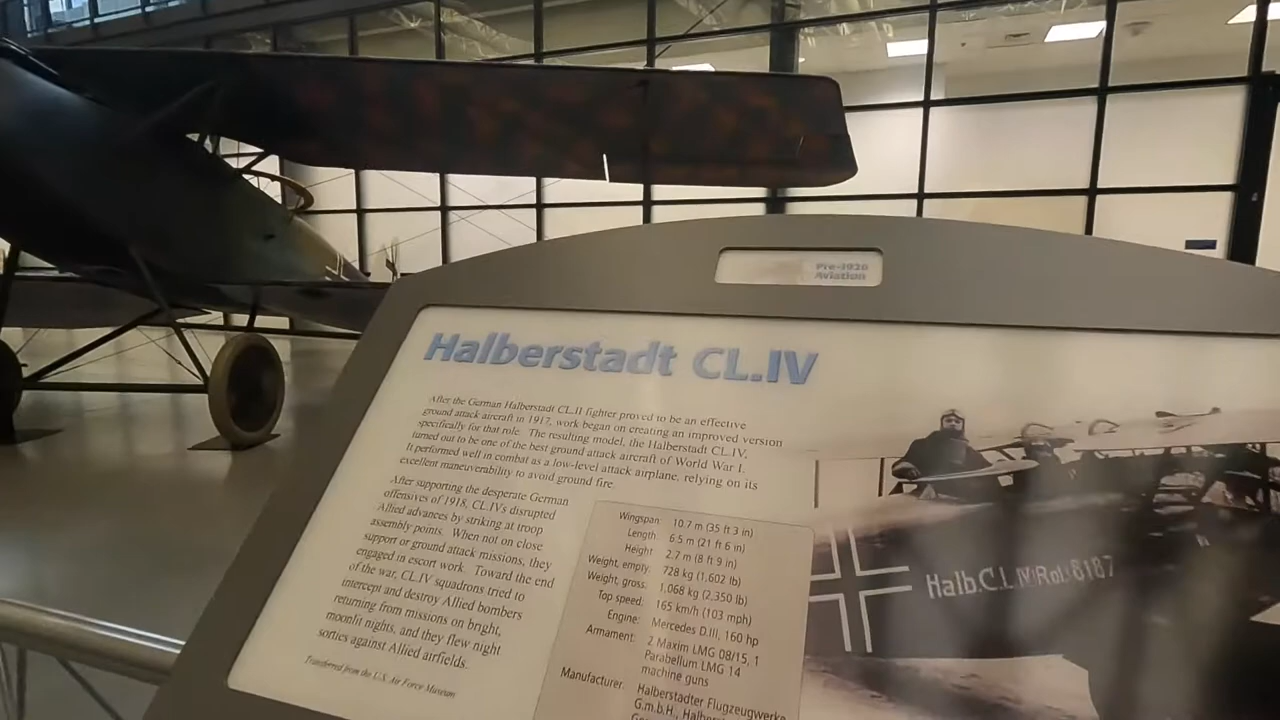 Pre-1920
Aviation
Halberstadt CL.IV
After the German Halberstadt CL.II fighter proved to be an effective
ground attack aircraft in 1917, work began on creating an improved version
specifically for that role. The resulting model, the Halberstadt CL.IV,
turned out to be one of the best ground attack aircraft of World War I.
It performed well in combat as a low-level attack airplane, relying on its
excellent maneuverability to avoid ground fire.
After supporting the desperate German
offensives of 1918, CL.IVs disrupted
Allied advances by striking at troop
assembly points. When not on close
support or ground attack missions, they
engaged in escort work. Toward the end
of the war, CL.IV squadrons tried to
intercept and destroy Allied bombers
returning from missions on bright,
moonlit nights, and they flew night
sorties against Allied airfields.
Transferred from the U.S. Air Force Museum
Wingspan: 10.7 m (35 ft 3 in)
Length: 6.5 m (21 ft 6 in)
Height: 2.7 m (8 ft 9 in)
Weight, empty: 728 kg (1,602 lb)
Weight, gross: 1,068 kg (2,350 lb)
Top speed: 165 km/h (103 mph)
Engine: Mercedes D.III, 160 hp
Armament: 2 Maxim LMG 08/15, 1
Parabellum LMG 14
machine guns
Manufacturer: Halberstadter Flugzeugwerke
G.m.b.H.,
Halb.C.L.IV.Rol. 8187